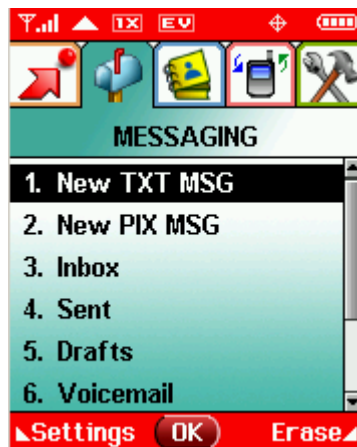 1X EV
MESSAGING
1. New TXT MSG
2. New PIX MSG
3. Inbox
4. Sent
5. Drafts
6. Voicemail
Settings OK Erase